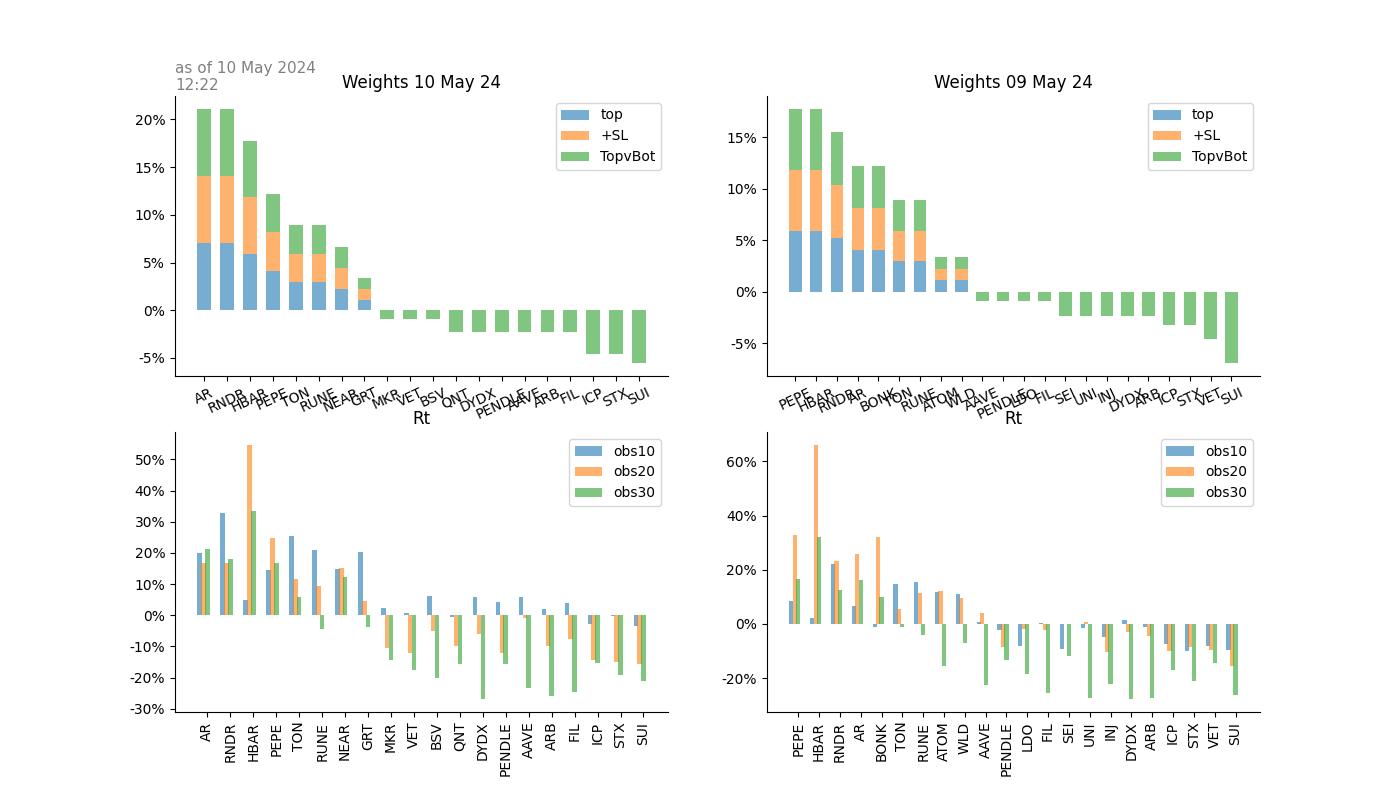 as of 10 May 2024
12:22
Weights 10 May 24
20%
15%
10%
5%
0%
-5%
top
+SL
TopvBot
AR RNDR HBAR PEPE TON RUNE NEAR GRT MKR VET BSV QNT DYDX PENDLE AAVE ARB FIL ICP STX SUI
Weights 09 May 24
15%
10%
5%
0%
-5%
top
+SL
TopvBot
PEPE HBAR RNDR AR BONK TON RUNE ATOM WLD AAVE PENDLE LDO FIL SEI UNI INJ DYDX ARB ICP STX VET SUI
Rt
50%
40%
30%
20%
10%
0%
-10%
-20%
-30%
obs10
obs20
obs30
AR RNDR HBAR PEPE TON RUNE NEAR GRT MKR VET BSV QNT DYDX PENDLE AAVE ARB FIL ICP STX SUI
Rt
60%
40%
20%
0%
-20%
obs10
obs20
obs30
PEPE HBAR RNDR AR BONK TON RUNE ATOM WLD AAVE PENDLE LDO FIL SEI UNI INJ DYDX ARB ICP STX VET SUI